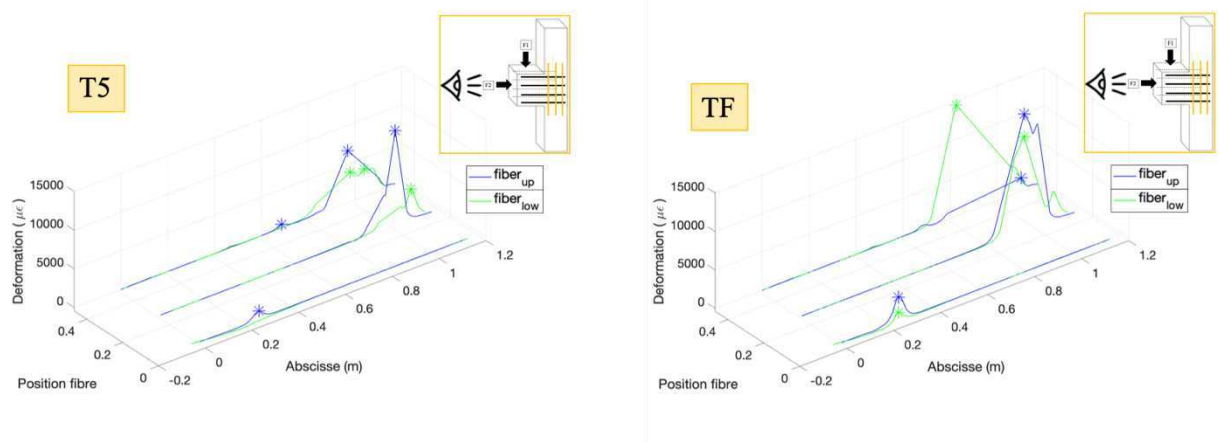 T5
F1
F2
fiber_up
fiber_low
15000
10000
5000
0
Deformation ( με )
0.4
0.2
0
Position fibre
-0.2
0
0.2
0.4
0.6
0.8
1
1.2
Abscisse (m)
TF
F1
F2
fiber_up
fiber_low
15000
10000
5000
0
Deformation ( με )
0.4
0.2
0
Position fibre
-0.2
0
0.2
0.4
0.6
0.8
1
1.2
Abscisse (m)